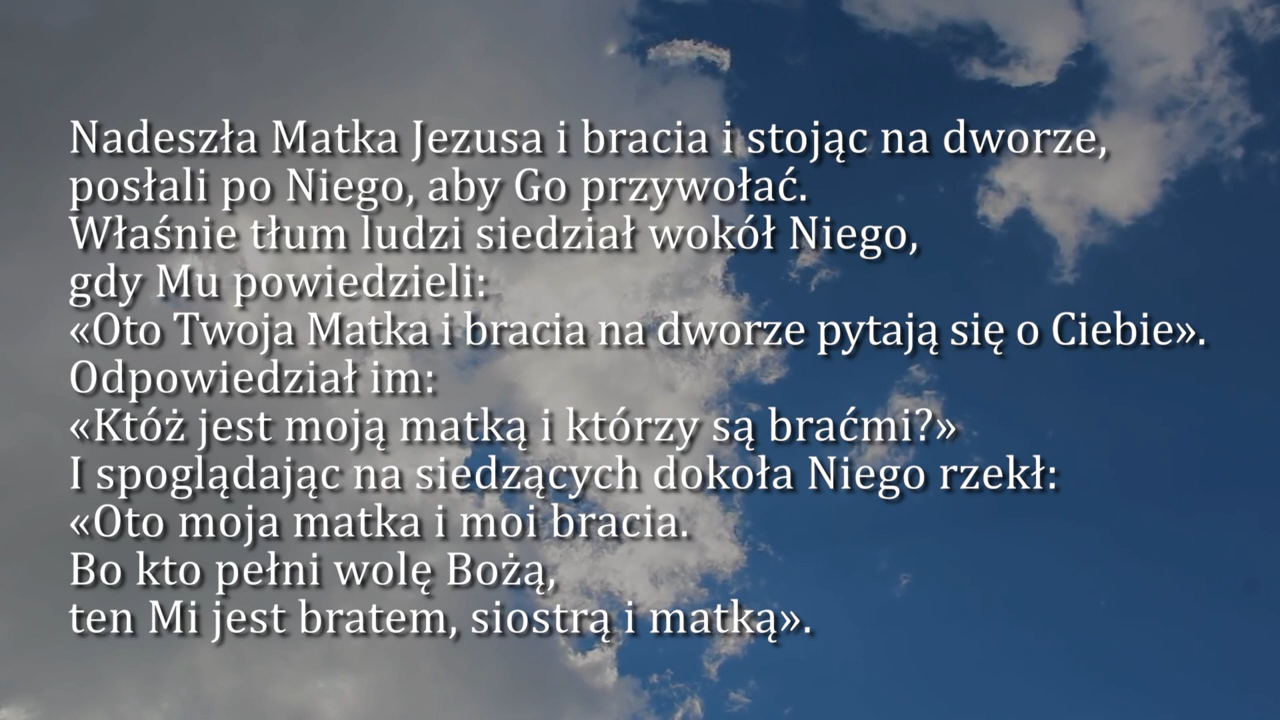 Nadeszła Matka Jezusa i bracia i stojąc na dworze,
posłali po Niego, aby Go przywołać.
Właśnie tłum ludzi siedział wokół Niego,
gdy Mu powiedzieli:
«Oto Twoja Matka i bracia na dworze pytają się o Ciebie».
Odpowiedział im:
«Któż jest moją matką i którzy są braćmi?»
I spoglądając na siedzących dokoła Niego rzekł:
«Oto moja matka i moi bracia.
Bo kto pełni wolę Bożą,
ten Mi jest bratem, siostrą i matką».